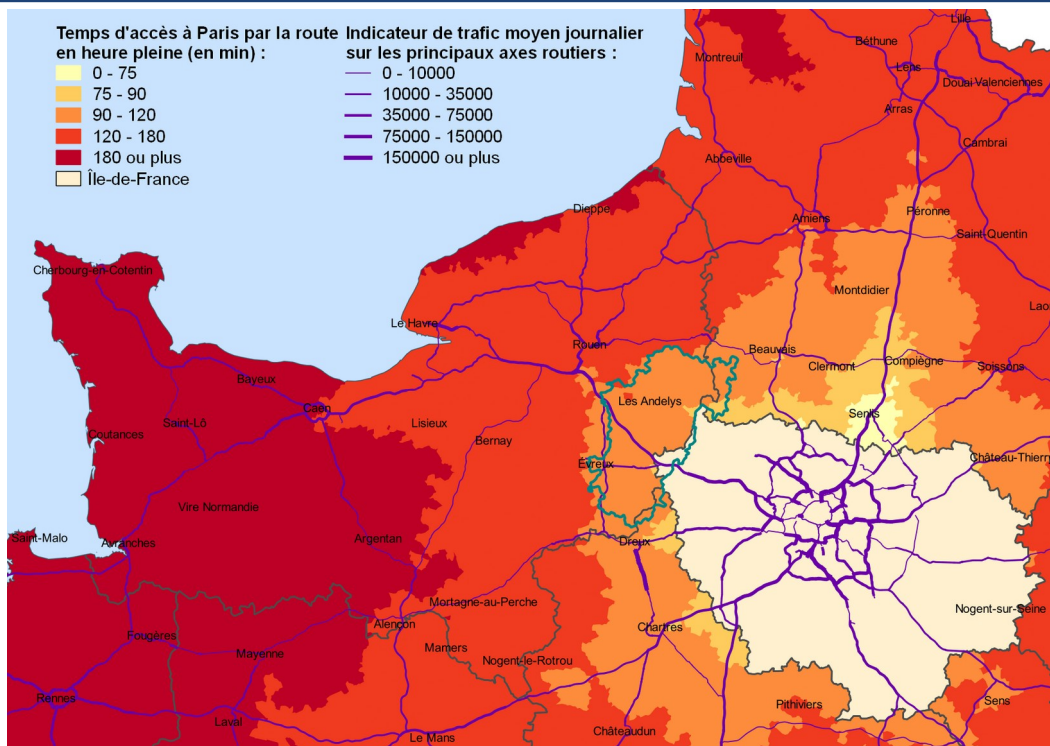 Temps d'accès à Paris par la route
en heure pleine (en min) :
0 - 75
75 - 90
90 - 120
120 - 180
180 ou plus
Île-de-France
Indicateur de trafic moyen journalier
sur les principaux axes routiers :
0 - 10000
10000 - 35000
35000 - 75000
75000 - 150000
150000 ou plus
Lille
Béthune
Montreuil
Lens
Douai
Valenciennes
Arras
Cambrai
Abbeville
Dieppe
Péronne
Amiens
Saint-Quentin
Cherbourg-en-Cotentin
Montdidier
Laon
Le Havre
Rouen
Beauvais
Clermont
Compiègne
Soissons
Bayeux
Les Andelys
Caen
Senlis
Saint-Lô
Lisieux
Coutances
Bernay
Évreux
Château-Thierry
Vire Normandie
Saint-Malo
Avranches
Argentan
Dreux
Mortagne-au-Perche
Nogent-sur-Seine
Alençon
Chartres
Fougères
Mayenne
Mamers
Nogent-le-Rotrou
Rennes
Pithiviers
Sens
Laval
Châteaudun
Le Mans